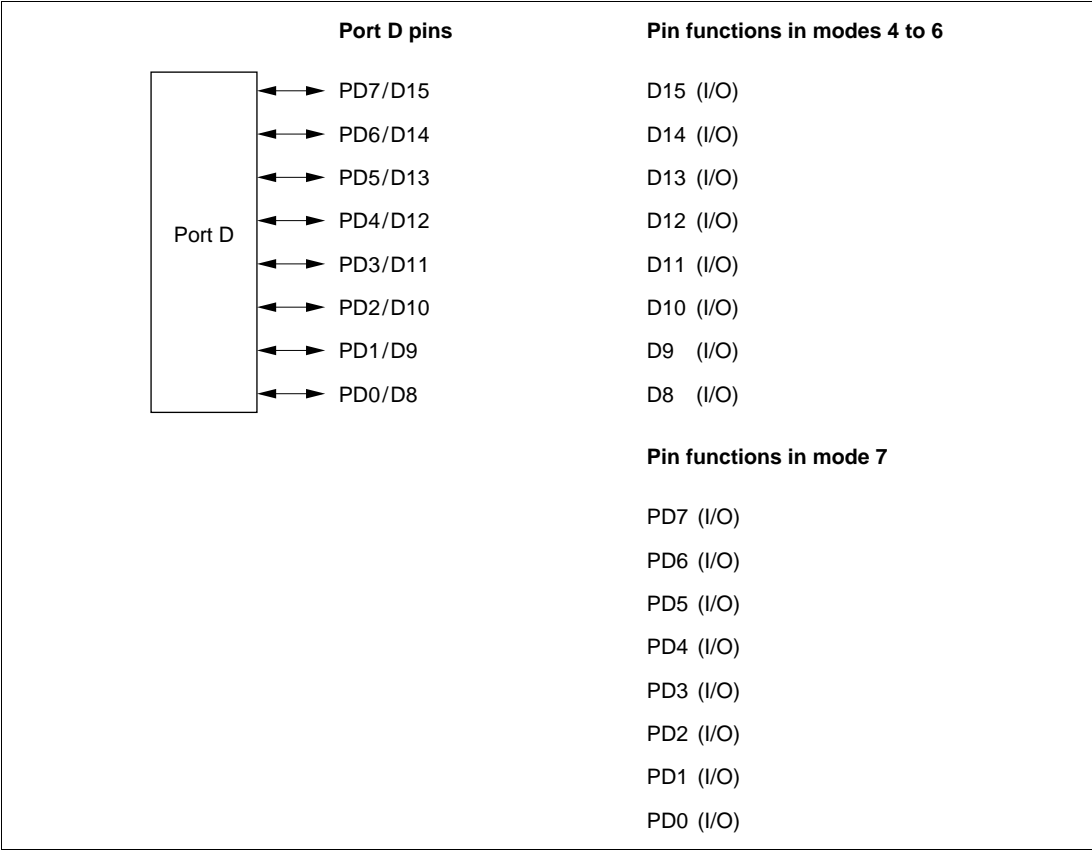 Port D pins Pin functions in modes 4 to 6
PD7/D15 D15 (I/O)
PD6/D14 D14 (I/O)
PD5/D13 D13 (I/O)
PD4/D12 D12 (I/O)
Port D
PD3/D11 D11 (I/O)
PD2/D10 D10 (I/O)
PD1/D9 D9 (I/O)
PD0/D8 D8 (I/O)
Pin functions in mode 7
PD7 (I/O)
PD6 (I/O)
PD5 (I/O)
PD4 (I/O)
PD3 (I/O)
PD2 (I/O)
PD1 (I/O)
PD0 (I/O)